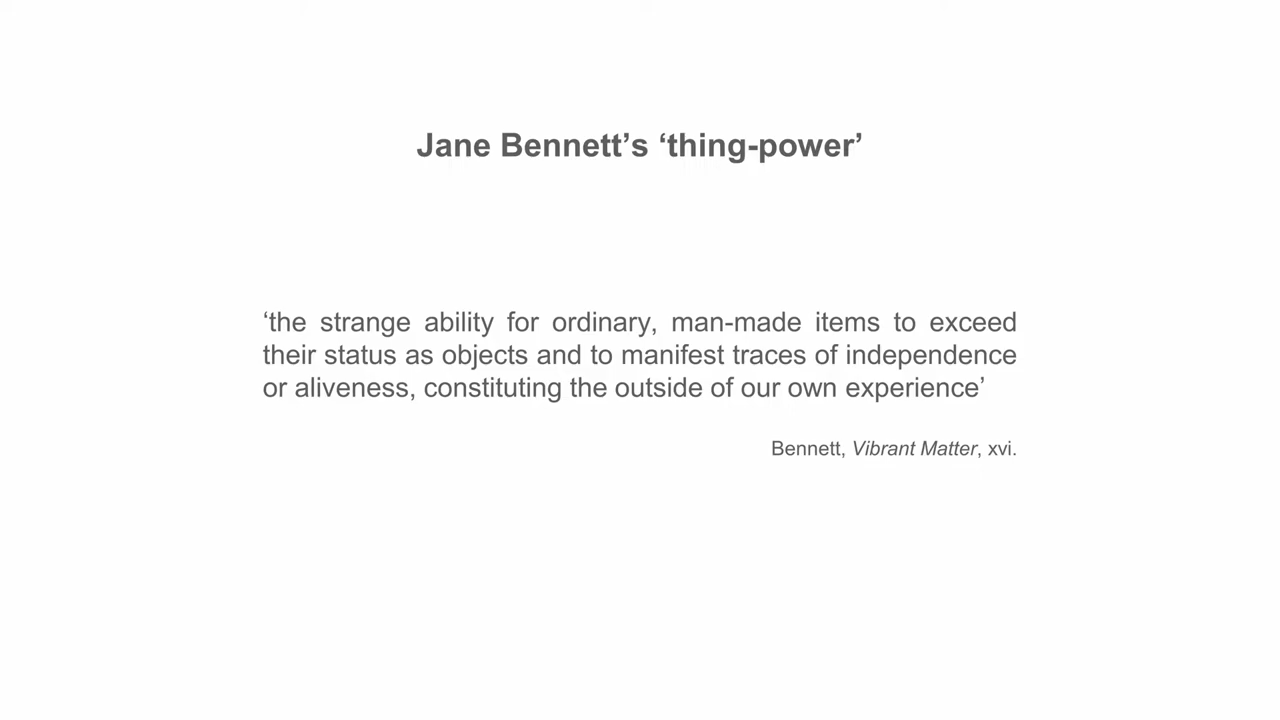 Jane Bennett’s ‘thing-power’
‘the strange ability for ordinary, man-made items to exceed
their status as objects and to manifest traces of independence
or aliveness, constituting the outside of our own experience’
Bennett, Vibrant Matter, xvi.